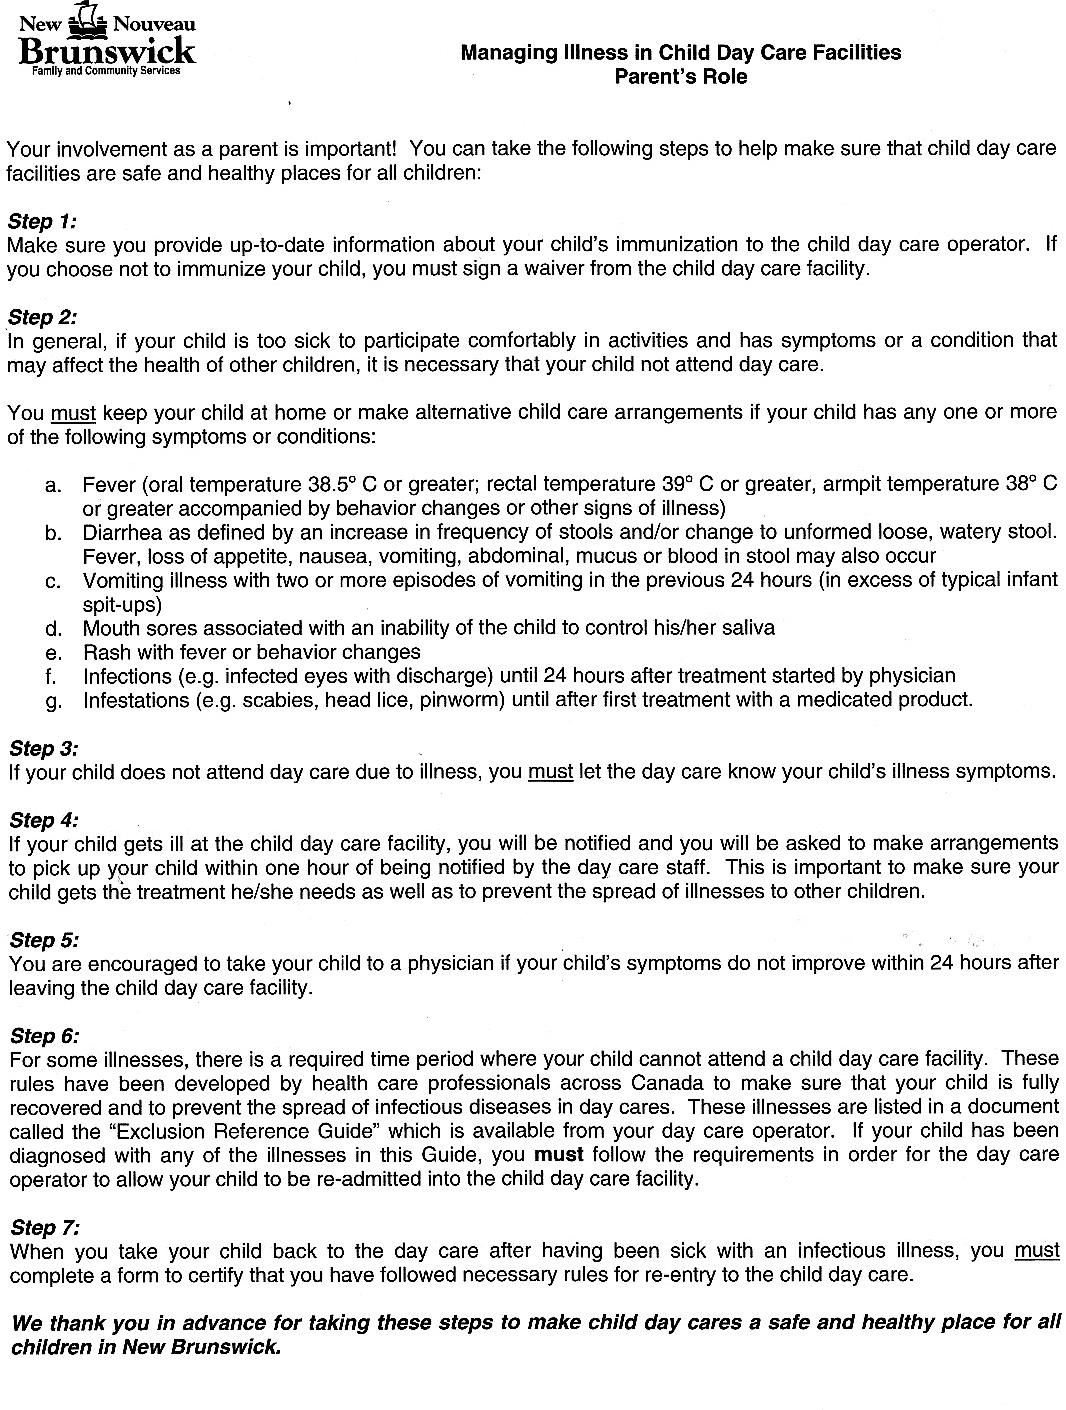 New Nouveau
Brunswick
Family and Community Services
Managing Illness in Child Day Care Facilities
Parent's Role
Your involvement as a parent is important! You can take the following steps to help make sure that child day care
facilities are safe and healthy places for all children:
Step 1:
Make sure you provide up-to-date information about your child's immunization to the child day care operator. If
you choose not to immunize your child, you must sign a waiver from the child day care facility.
Step 2:
In general, if your child is too sick to participate comfortably in activities and has symptoms or a condition that
may affect the health of other children, it is necessary that your child not attend day care.
You must keep your child at home or make alternative child care arrangements if your child has any one or more
of the following symptoms or conditions:
a. Fever (oral temperature 38.5° C or greater; rectal temperature 39° C or greater, armpit temperature 38° C
or greater accompanied by behavior changes or other signs of illness)
b. Diarrhea as defined by an increase in frequency of stools and/or change to unformed loose, watery stool.
Fever, loss of appetite, nausea, vomiting, abdominal, mucus or blood in stool may also occur
c. Vomiting illness with two or more episodes of vomiting in the previous 24 hours (in excess of typical infant
spit-ups)
d. Mouth sores associated with an inability of the child to control his/her saliva
e. Rash with fever or behavior changes
f. Infections (e.g. infected eyes with discharge) until 24 hours after treatment started by physician
g. Infestations (e.g. scabies, head lice, pinworm) until after first treatment with a medicated product.
Step 3:
If your child does not attend day care due to illness, you must let the day care know your child's illness symptoms.
Step 4:
If your child gets ill at the child day care facility, you will be notified and you will be asked to make arrangements
to pick up your child within one hour of being notified by the day care staff. This is important to make sure your
child gets the treatment he/she needs as well as to prevent the spread of illnesses to other children.
Step 5:
You are encouraged to take your child to a physician if your child's symptoms do not improve within 24 hours after
leaving the child day care facility.
Step 6:
For some illnesses, there is a required time period where your child cannot attend a child day care facility. These
rules have been developed by health care professionals across Canada to make sure that your child is fully
recovered and to prevent the spread of infectious diseases in day cares. These illnesses are listed in a document
called the "Exclusion Reference Guide" which is available from your day care operator. If your child has been
diagnosed with any of the illnesses in this Guide, you must follow the requirements in order for the day care
operator to allow your child to be re-admitted into the child day care facility.
Step 7:
When you take your child back to the day care after having been sick with an infectious illness, you must
complete a form to certify that you have followed necessary rules for re-entry to the child day care.
We thank you in advance for taking these steps to make child day cares a safe and healthy place for all
children in New Brunswick.